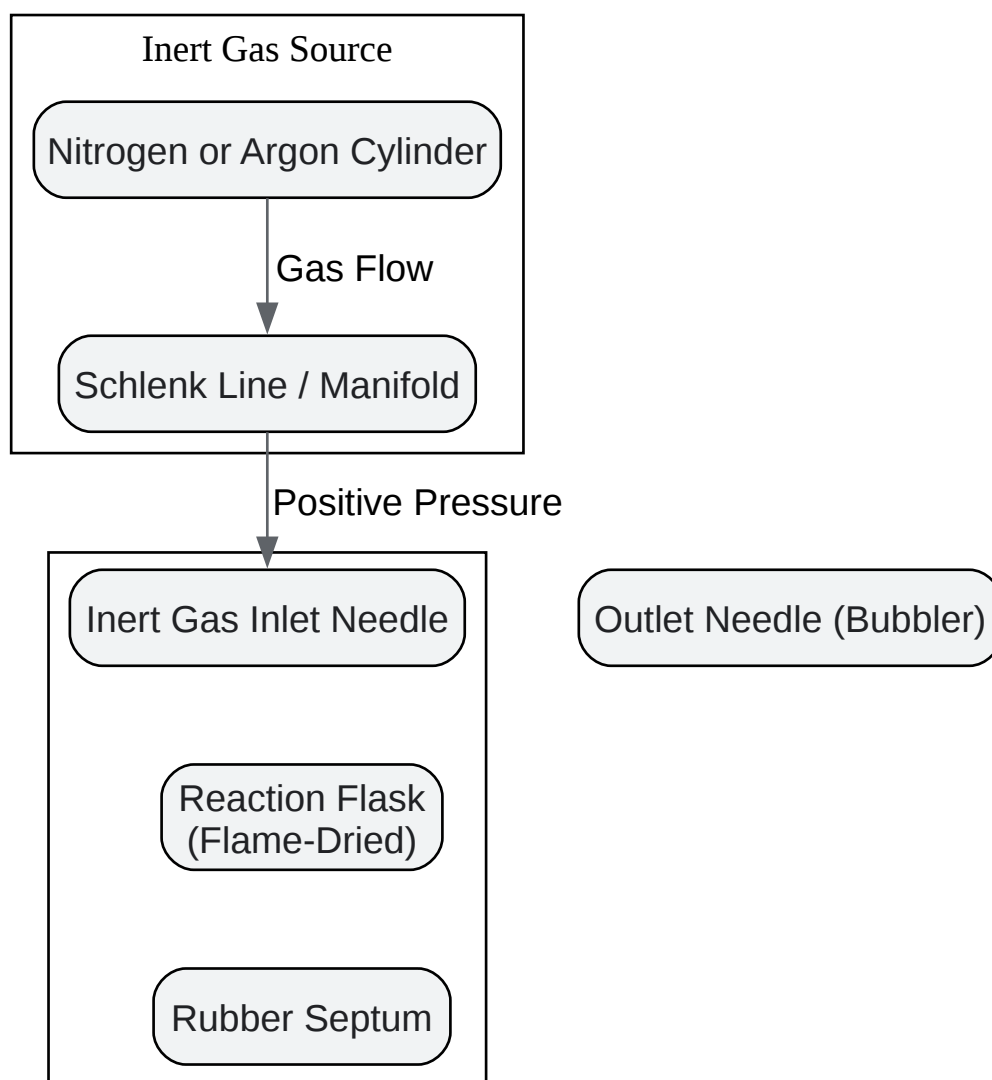 Inert Gas Source
Nitrogen or Argon Cylinder
Gas Flow
Schlenk Line / Manifold
Positive Pressure
Inert Gas Inlet Needle
Outlet Needle (Bubbler)
Reaction Flask
(Flame-Dried)
Rubber Septum